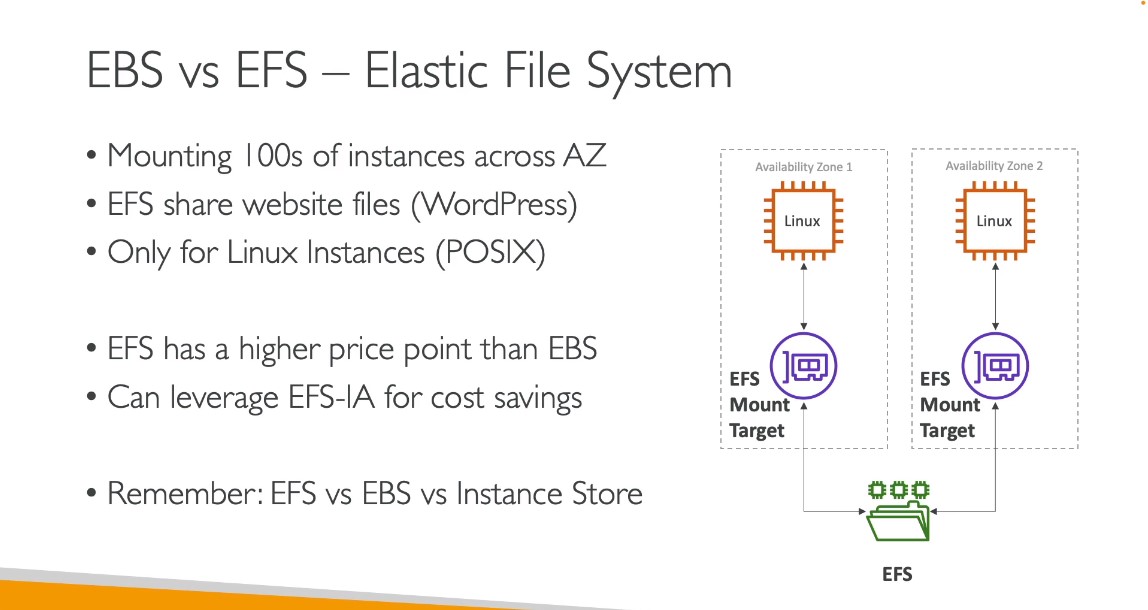 EBS vs EFS – Elastic File System
• Mounting 100s of instances across AZ
• EFS share website files (WordPress)
• Only for Linux Instances (POSIX)
• EFS has a higher price point than EBS
• Can leverage EFS-IA for cost savings
• Remember: EFS vs EBS vs Instance Store
Availability Zone 1
Linux
EFS
Mount
Target
Availability Zone 2
Linux
EFS
Mount
Target
EFS